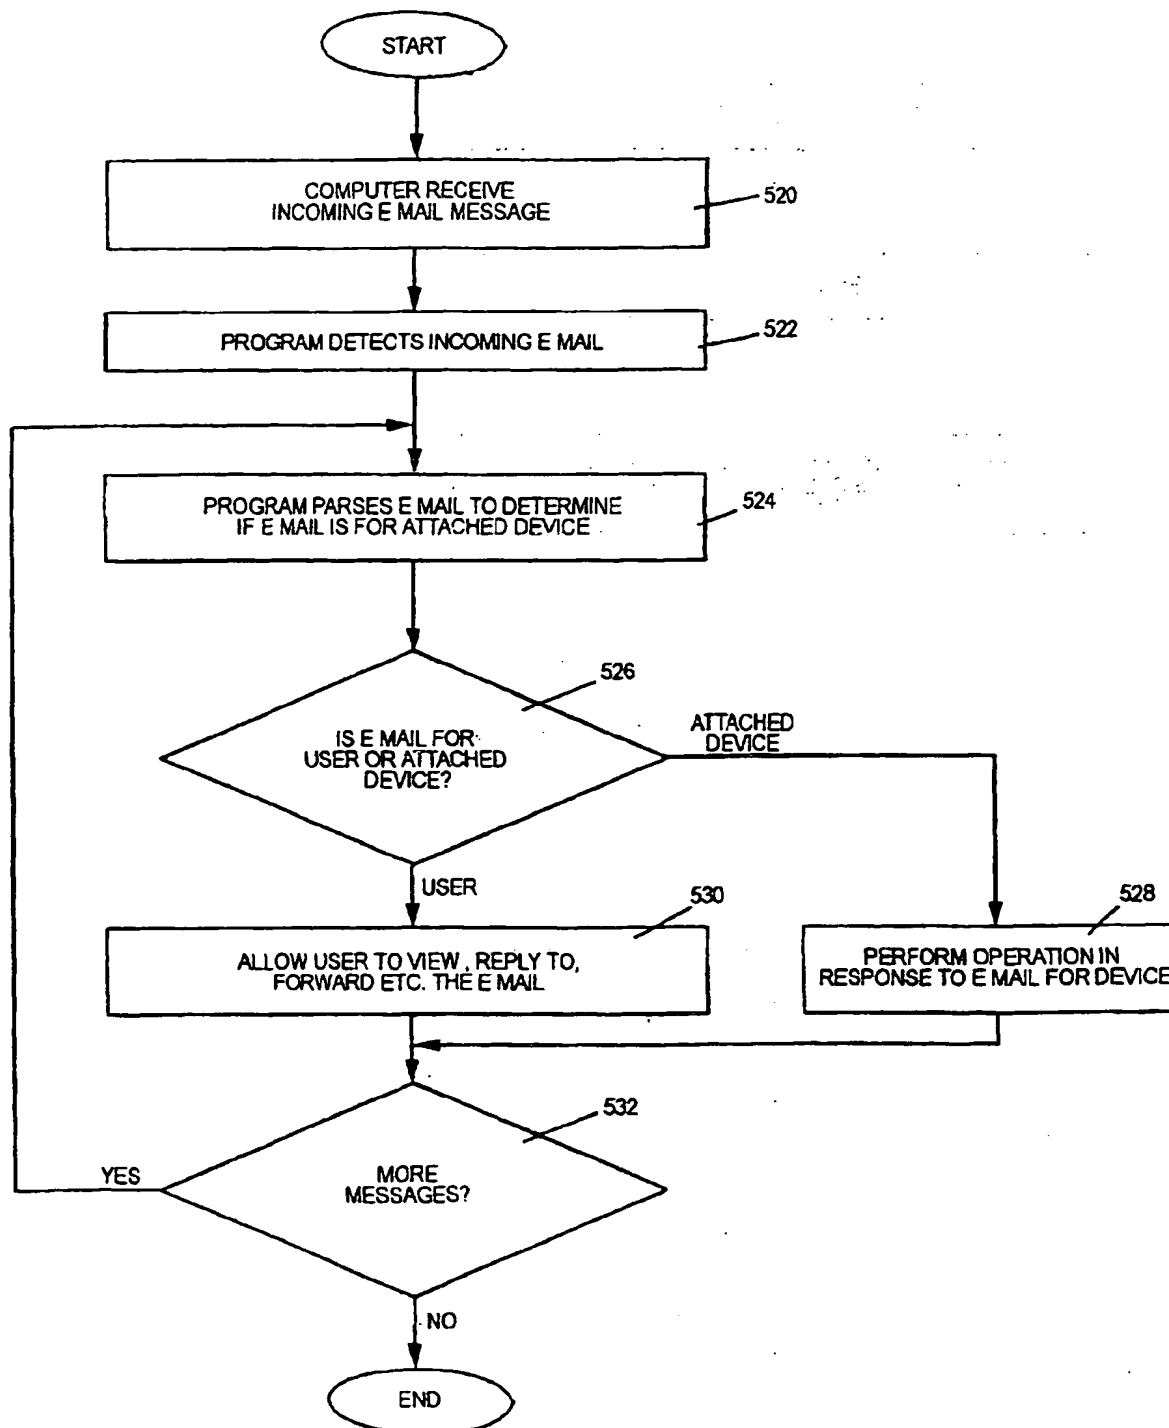 START
COMPUTER RECEIVE
INCOMING E MAIL MESSAGE
520
PROGRAM DETECTS INCOMING E MAIL
522
PROGRAM PARSES E MAIL TO DETERMINE
IF E MAIL IS FOR ATTACHED DEVICE
524
526
IS E MAIL FOR
USER OR ATTACHED
DEVICE?
ATTACHED
DEVICE
USER
530
ALLOW USER TO VIEW , REPLY TO,
FORWARD ETC. THE E MAIL
528
PERFORM OPERATION IN
RESPONSE TO E MAIL FOR DEVICE
532
MORE
MESSAGES?
YES
NO
END